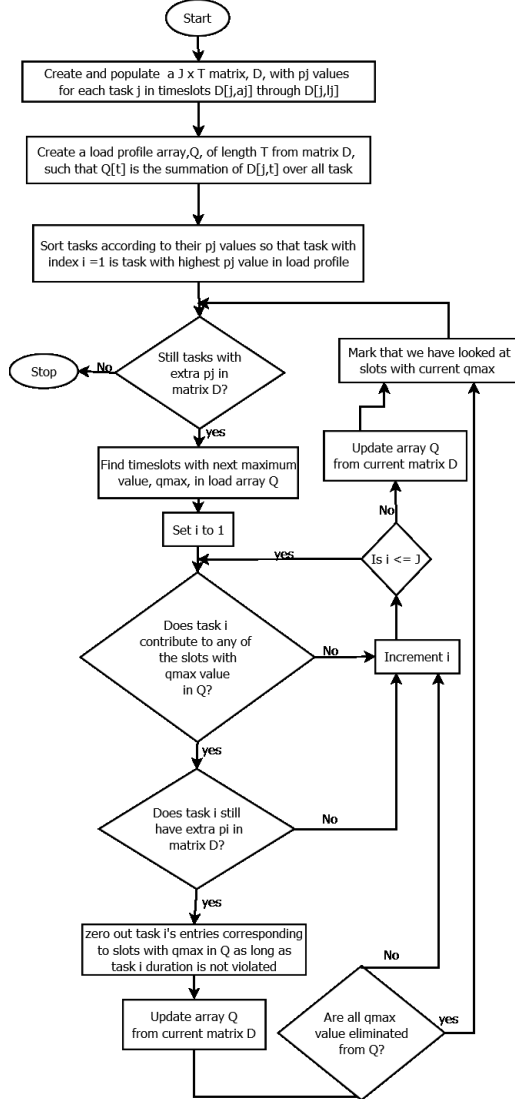 Start
Create and populate a J x T matrix, D, with pj values
for each task j in timeslots D[j,aj] through D[j,lj]
Create a load profile array,Q, of length T from matrix D,
such that Q[t] is the summation of D[j,t] over all task
Sort tasks according to their pj values so that task with
index i =1 is task with highest pj value in load profile
Still tasks with
extra pj in
matrix D?
No
Stop
yes
Mark that we have looked at
slots with current qmax
Find timeslots with next maximum
value, qmax, in load array Q
Update array Q
from current matrix D
No
Set i to 1
yes
Is i <= J
Does task i
contribute to any of
the slots with
qmax value
in Q?
No
Increment i
yes
Does task i still
have extra pi in
matrix D?
No
yes
zero out task i's entries corresponding
to slots with qmax in Q as long as
task i duration is not violated
No
Update array Q
from current matrix D
Are all qmax
value eliminated
from Q?
yes